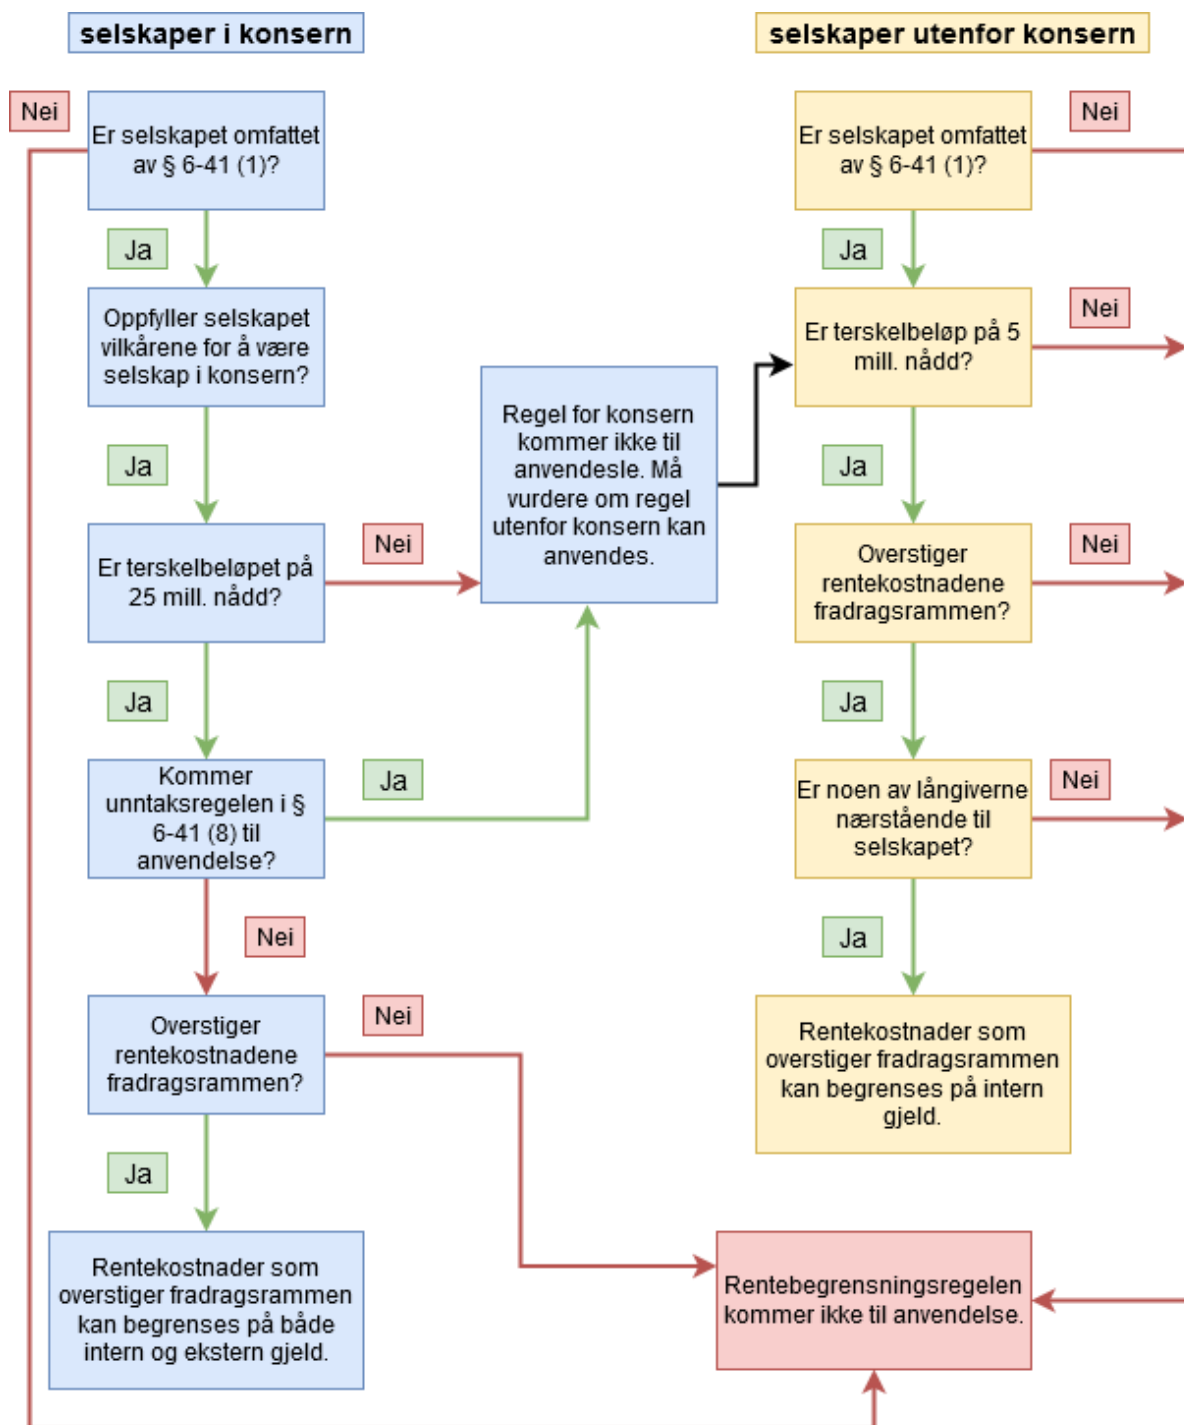 selskaper i konsern
Nei
Er selskapet omfattet
av § 6-41 (1)?
Ja
Oppfyller selskapet
vilkårene for å være
selskap i konsern?
Ja
Er terskelbeløpet på
25 mill. nådd?
Nei
Ja
Kommer
unntaksregelen i §
6-41 (8) til
anvendelse?
Ja
Nei
Overstiger
rentekostnadene
fradragsrammen?
Nei
Ja
Rentekostnader som
overstiger fradragsrammen
kan begrenses på både
intern og ekstern gjeld.
Regel for konsern
kommer ikke til
anvendesle. Må
vurdere om regel
utenfor konsern kan
anvendes.
selskaper utenfor konsern
Er selskapet omfattet
av § 6-41 (1)?
Nei
Ja
Er terskelbeløp på 5
mill. nådd?
Nei
Ja
Overstiger
rentekostnadene
fradragsrammen?
Nei
Ja
Er noen av långiverne
nærstående til
selskapet?
Nei
Ja
Rentekostnader som
overstiger fradragsrammen
kan begrenses på intern
gjeld.
Rentebegrensningsregelen
kommer ikke til anvendelse.